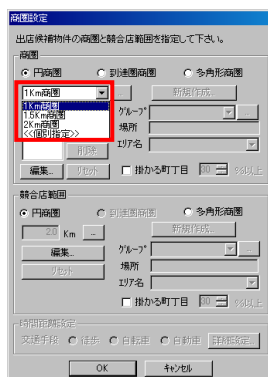 商圏設定
出店候補物件の商圏と競合店範囲を指定して下さい。
商圏
円商圏 到達圏商圏 多角形商圏
1Km商圏 ... 新規作成...
1Km商圏
1.5Km商圏
2Km商圏
<<個別指定>>
グループ ...
場所
削除 エリア名
編集... リセット 掛かる町丁目 30 %以上
競合店範囲
円商圏 到達圏商圏 多角形商圏
2.0 Km ... 新規作成...
編集... グループ ...
リセット 場所
エリア名
掛かる町丁目 30 %以上
時間距離設定
交通手段 徒歩 自転車 自動車 詳細設定...
OK キャンセル